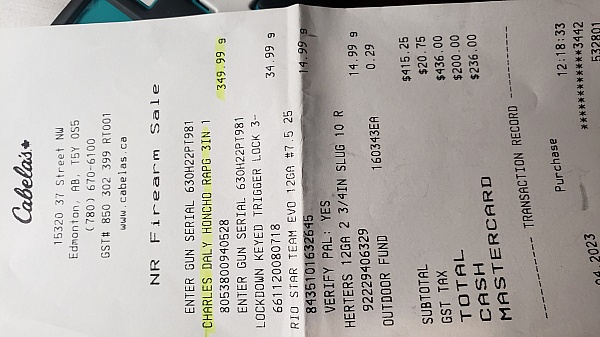 Cabela's
15320 37 Street NW
Edmonton, AB, T5Y 0S5
(780) 670-6100
GST# 850 302 399 RT001
www.cabelas.ca
NR Firearm Sale
ENTER GUN SERIAL 630H22PT981
CHARLES DALY HONCHO RAPG 3IN 1 349.99 g
8053800940528
ENTER GUN SERIAL 630H22PT981
LOCKDOWN KEYED TRIGGER LOCK 3- 34.99 g
661120080718
RIO STAR TEAM EVO 12GA #7.5 25 14.99 g
8435101632645
VERIFY PAL: YES
HERTERS 12GA 2 3/4IN SLUG 10 R 14.99 g
92229406329
OUTDOOR FUND 160343EA 0.29
SUBTOTAL $415.25
GST TAX $20.75
TOTAL $436.00
CASH $200.00
MASTERCARD $236.00
TRANSACTION RECORD
Purchase 12:18:33
************3442
2023 532801